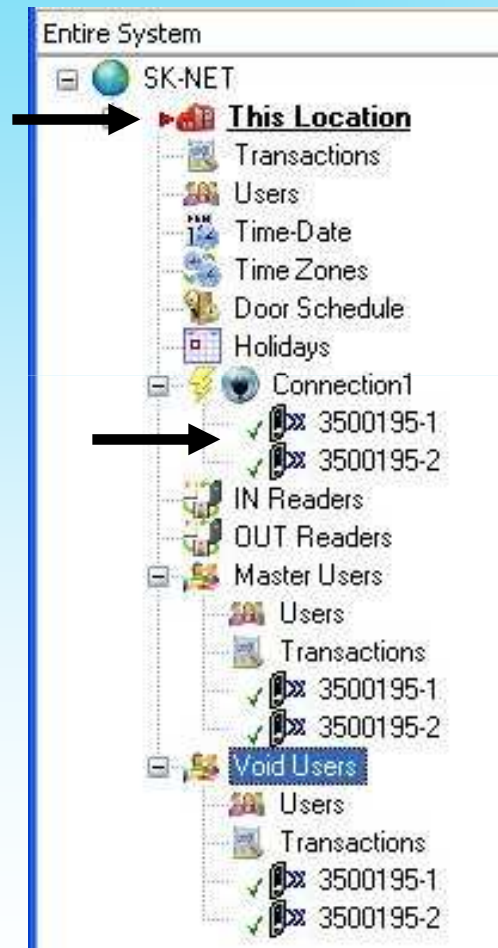 Entire System
SK-NET
This Location
Transactions
Users
Time-Date
Time Zones
Door Schedule
Holidays
Connection1
3500195-1
3500195-2
IN Readers
OUT Readers
Master Users
Users
Transactions
3500195-1
3500195-2
Void Users
Users
Transactions
3500195-1
3500195-2